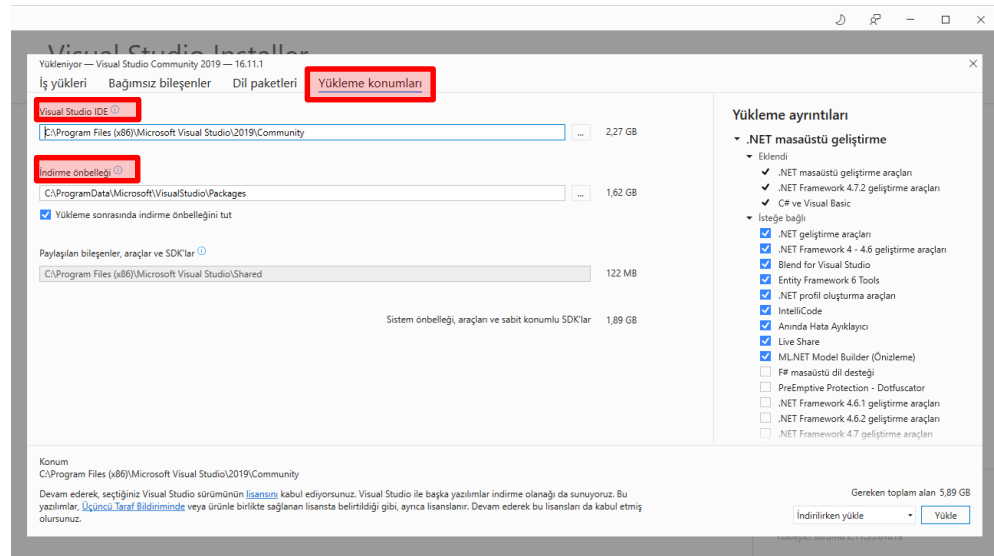 Visual Studio Installer
Yükleniyor — Visual Studio Community 2019 — 16.11.1
İş yükleri Bağımsız bileşenler Dil paketleri Yükleme konumları
Visual Studio IDE
C:\Program Files (x86)\Microsoft Visual Studio\2019\Community ... 2,27 GB
İndirme önbelleği
C:\ProgramData\Microsoft\VisualStudio\Packages ... 1,62 GB
Yükleme sonrasında indirme önbelleğini tut
Paylaşılan bileşenler, araçlar ve SDK'lar
C:\Program Files (x86)\Microsoft Visual Studio\Shared 122 MB
Sistem önbelleği, araçları ve sabit konumlu SDK'lar 1,89 GB
Yükleme ayrıntıları
.NET masaüstü geliştirme
Eklendi
.NET masaüstü geliştirme araçları
.NET Framework 4.7.2 geliştirme araçları
C# ve Visual Basic
İsteğe bağlı
.NET geliştirme araçları
.NET Framework 4 - 4.6 geliştirme araçları
Blend for Visual Studio
Entity Framework 6 Tools
.NET profil oluşturma araçları
IntelliCode
Anında Hata Ayıklayıcı
Live Share
ML.NET Model Builder (Önizleme)
F# masaüstü dil desteği
PreEmptive Protection - Dotfuscator
.NET Framework 4.6.1 geliştirme araçları
.NET Framework 4.6.2 geliştirme araçları
.NET Framework 4.7 geliştirme araçları
Konum
C:\Program Files (x86)\Microsoft Visual Studio\2019\Community
Devam ederek, seçtiğiniz Visual Studio sürümünün lisansını kabul ediyorsunuz. Visual Studio ile başka yazılımlar indirme olanağı da sunuyoruz. Bu
yazılımlar, Üçüncü Taraf Bildiriminde veya ürünle birlikte sağlanan lisansta belirtildiği gibi, ayrıca lisanslanır. Devam ederek bu lisansları da kabul etmiş
olursunuz.
Gereken toplam alan 5,89 GB
İndirilirken yükle Yükle